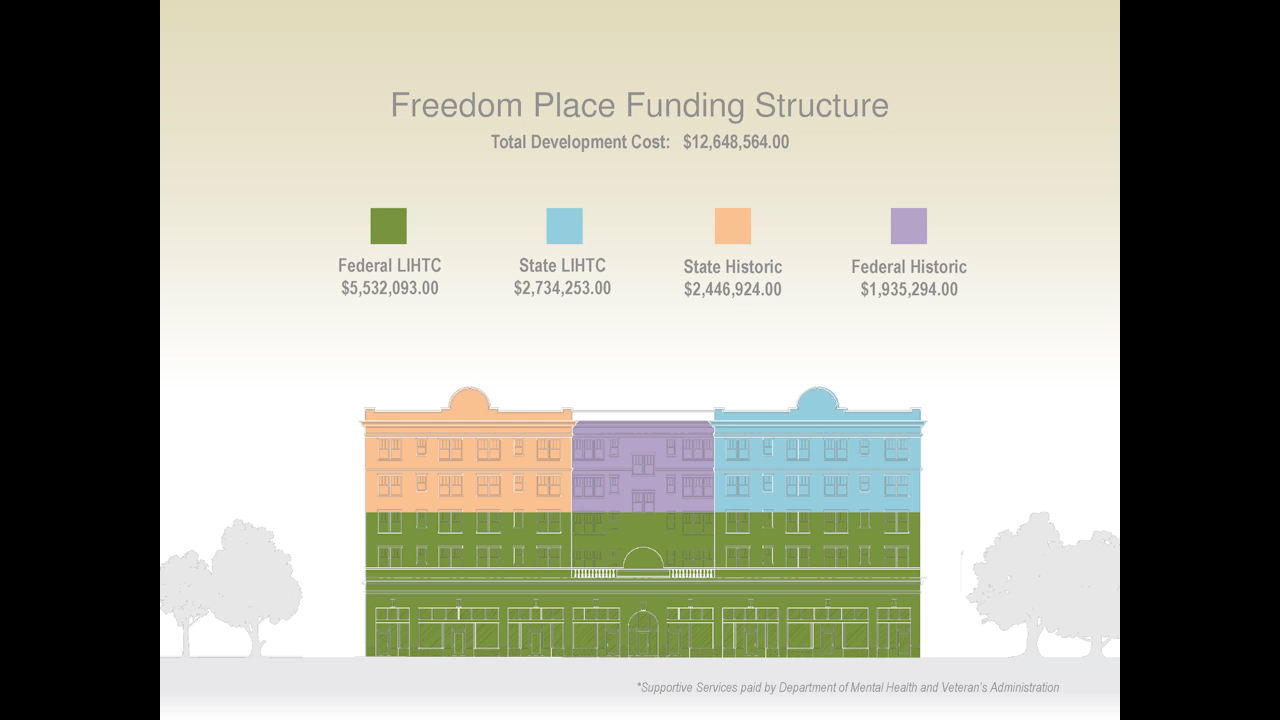 Freedom Place Funding Structure
Total Development Cost: $12,648,564.00
Federal LIHTC
$5,532,093.00
State LIHTC
$2,734,253.00
State Historic
$2,446,924.00
Federal Historic
$1,935,294.00
*Supportive Services paid by Department of Mental Health and Veteran's Administration